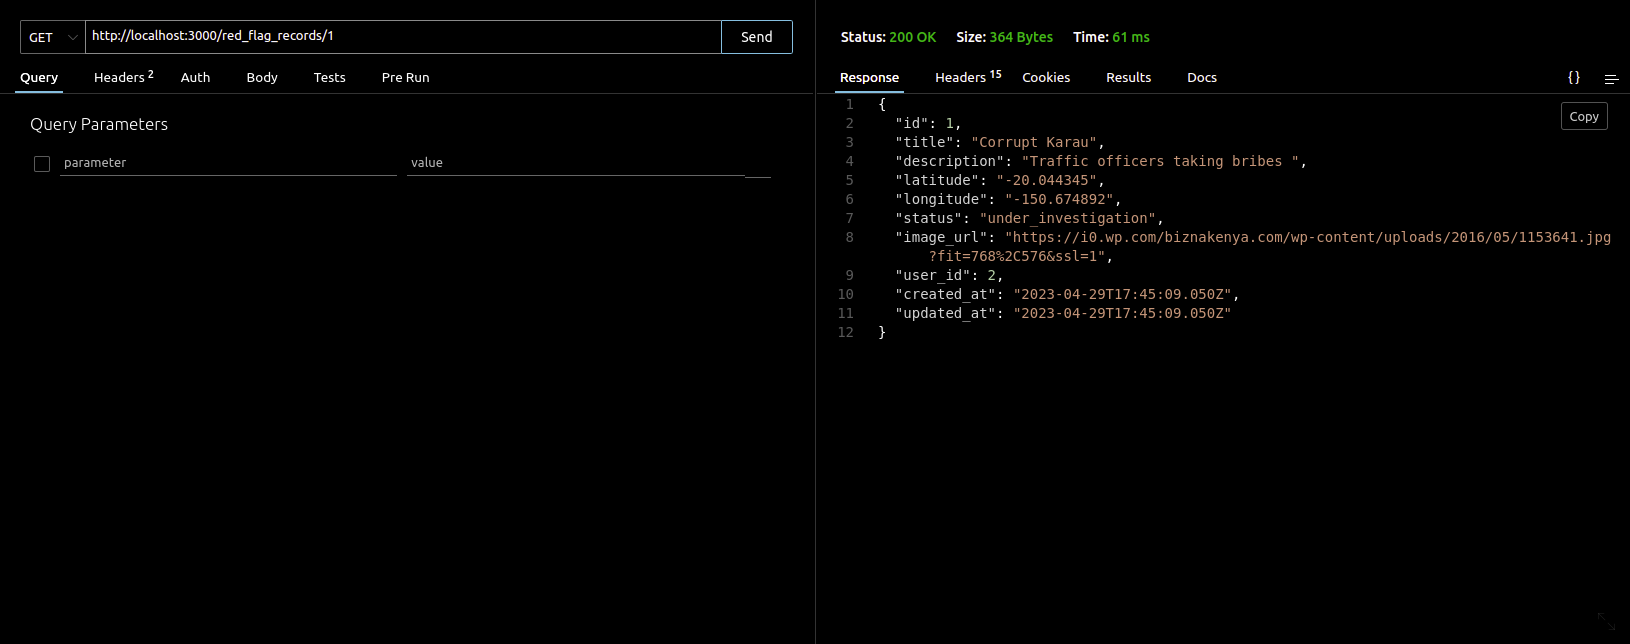 GET http://localhost:3000/red_flag_records/1 Send
Query Headers 2 Auth Body Tests Pre Run
Query Parameters
parameter value
Status: 200 OK Size: 364 Bytes Time: 61 ms
Response Headers 15 Cookies Results Docs {}
Copy
1 {
2 "id": 1,
3 "title": "Corrupt Karau",
4 "description": "Traffic officers taking bribes ",
5 "latitude": "-20.044345",
6 "longitude": "-150.674892",
7 "status": "under_investigation",
8 "image_url": "https://i0.wp.com/biznakenya.com/wp-content/uploads/2016/05/1153641.jpg
?fit=768%2C576&ssl=1",
9 "user_id": 2,
10 "created_at": "2023-04-29T17:45:09.050Z",
11 "updated_at": "2023-04-29T17:45:09.050Z"
12 }